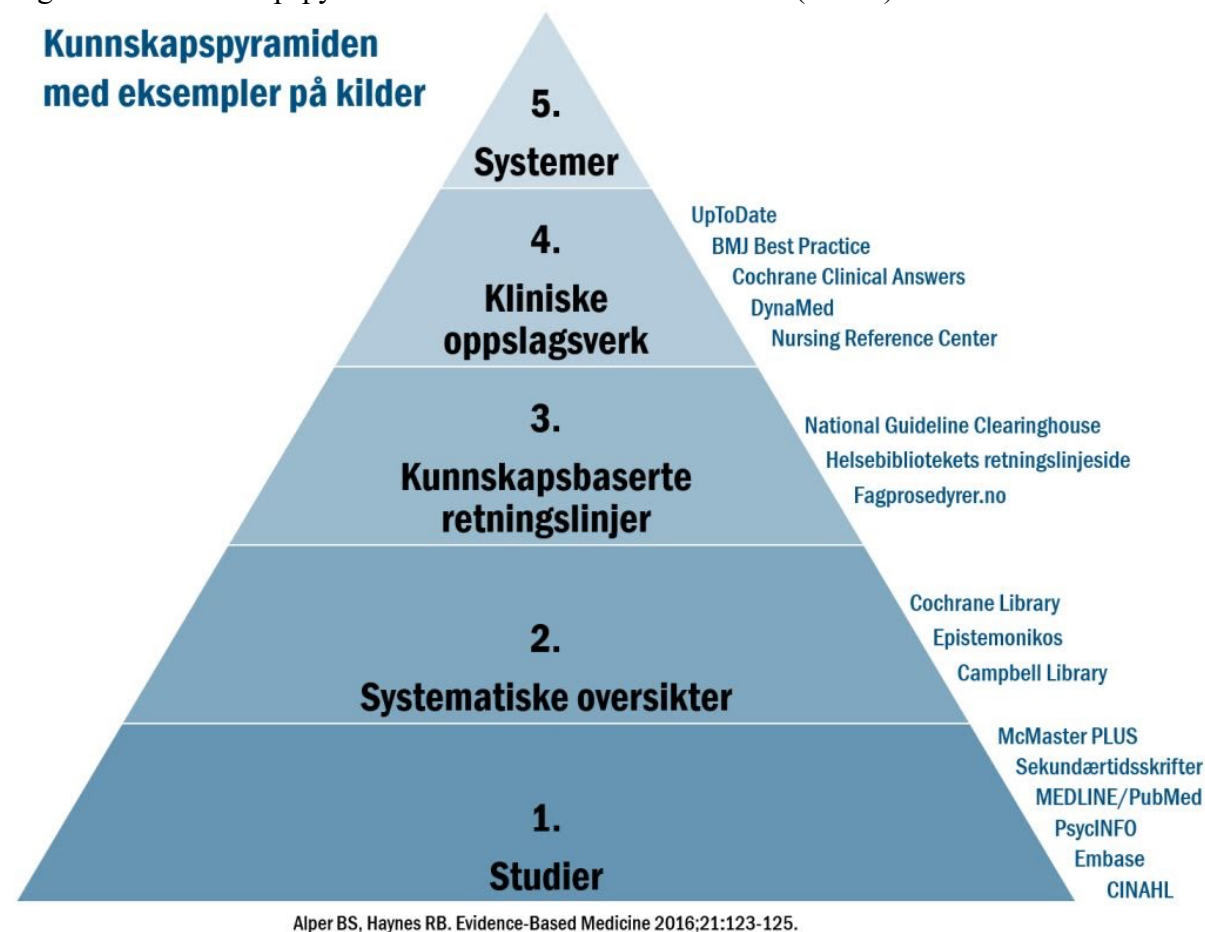 Kunnskapspyramiden
med eksempler på kilder
5.
Systemer
4.
Kliniske
oppslagsverk
UpToDate
BMJ Best Practice
Cochrane Clinical Answers
DynaMed
Nursing Reference Center
3.
Kunnskapsbaserte
retningslinjer
National Guideline Clearinghouse
Helsebibliotekets retningslinjeside
Fagprosedyrer.no
2.
Systematiske oversikter
Cochrane Library
Epistemonikos
Campbell Library
1.
Studier
McMaster PLUS
Sekundærtidsskrifter
MEDLINE/PubMed
PsycINFO
Embase
CINAHL
Alper BS, Haynes RB. Evidence-Based Medicine 2016;21:123-125.